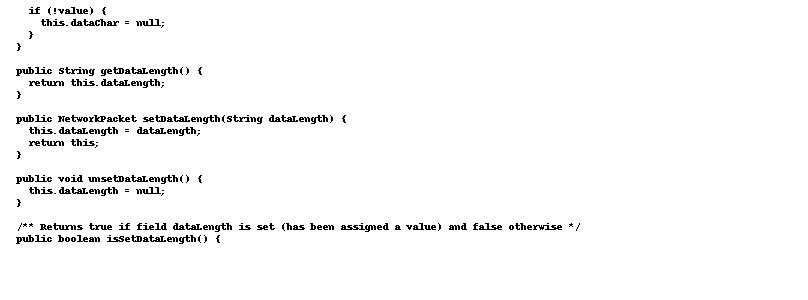 if (!value) {
this.dataChar = null;
}
}
public String getDataLength() {
return this.dataLength;
}
public NetworkPacket setDataLength(String dataLength) {
this.dataLength = dataLength;
return this;
}
public void unsetDataLength() {
this.dataLength = null;
}
/** Returns true if field dataLength is set (has been assigned a value) and false otherwise */
public boolean isSetDataLength() {